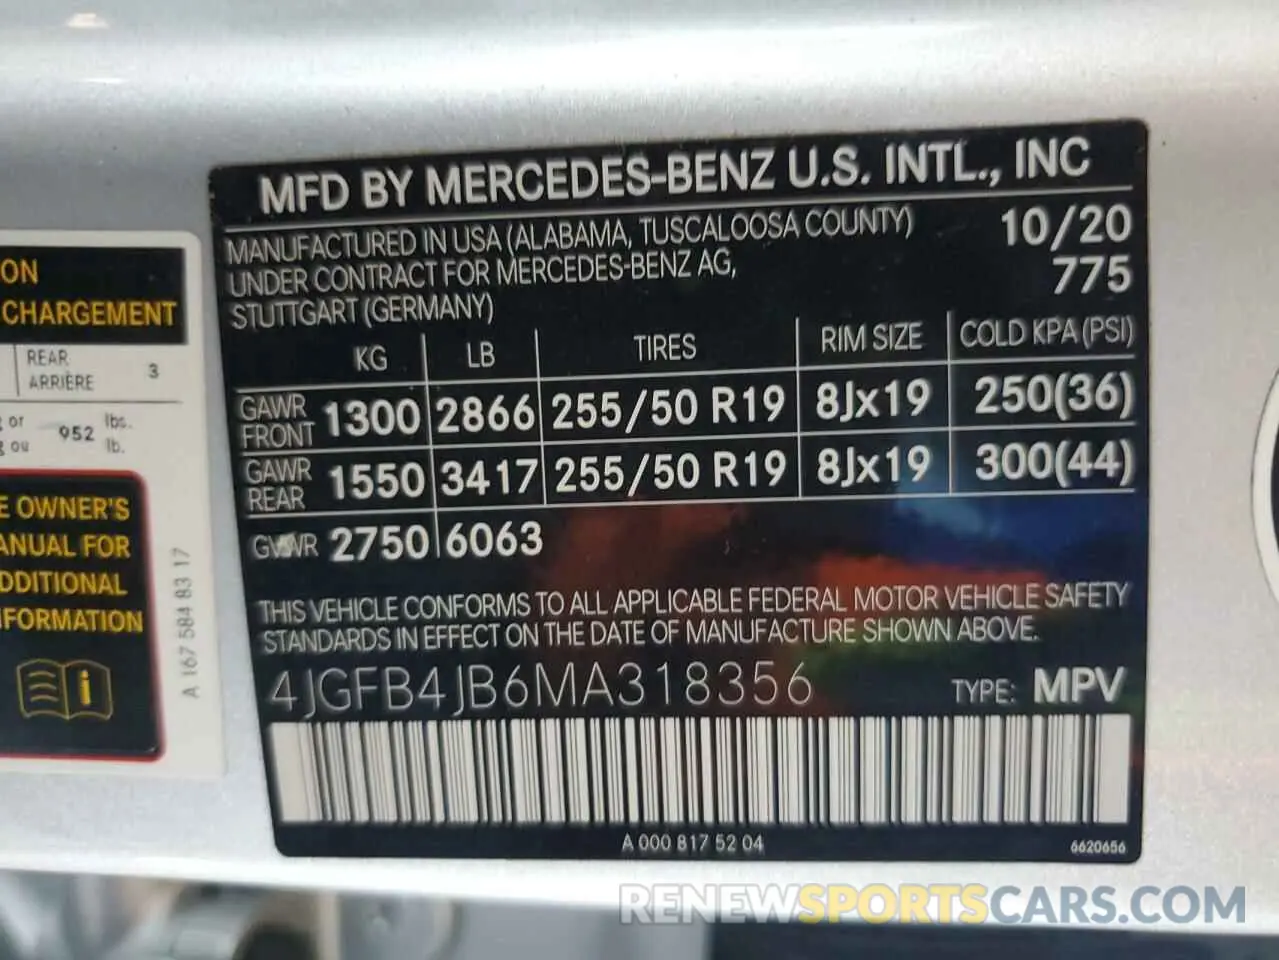 MFD BY MERCEDES-BENZ U.S. INTL., INC
MANUFACTURED IN USA (ALABAMA, TUSCALOOSA COUNTY) 10/20
UNDER CONTRACT FOR MERCEDES-BENZ AG, 775
STUTTGART (GERMANY)
KG LB TIRES RIM SIZE COLD KPA (PSI)
GAWR FRONT 1300 2866 255/50 R19 8Jx19 250(36)
GAWR REAR 1550 3417 255/50 R19 8Jx19 300(44)
GVWR 2750 6063
THIS VEHICLE CONFORMS TO ALL APPLICABLE FEDERAL MOTOR VEHICLE SAFETY
STANDARDS IN EFFECT ON THE DATE OF MANUFACTURE SHOWN ABOVE.
4JGFB4JB6MA318356 TYPE: MPV
A 000 817 52 04 6620656
ON
CHARGEMENT
REAR
ARRIÈRE 3
or 952 lbs.
ou lb.
OWNER'S
FOR
A 167 584 83 17
RENEWSPORTSCARS.COM